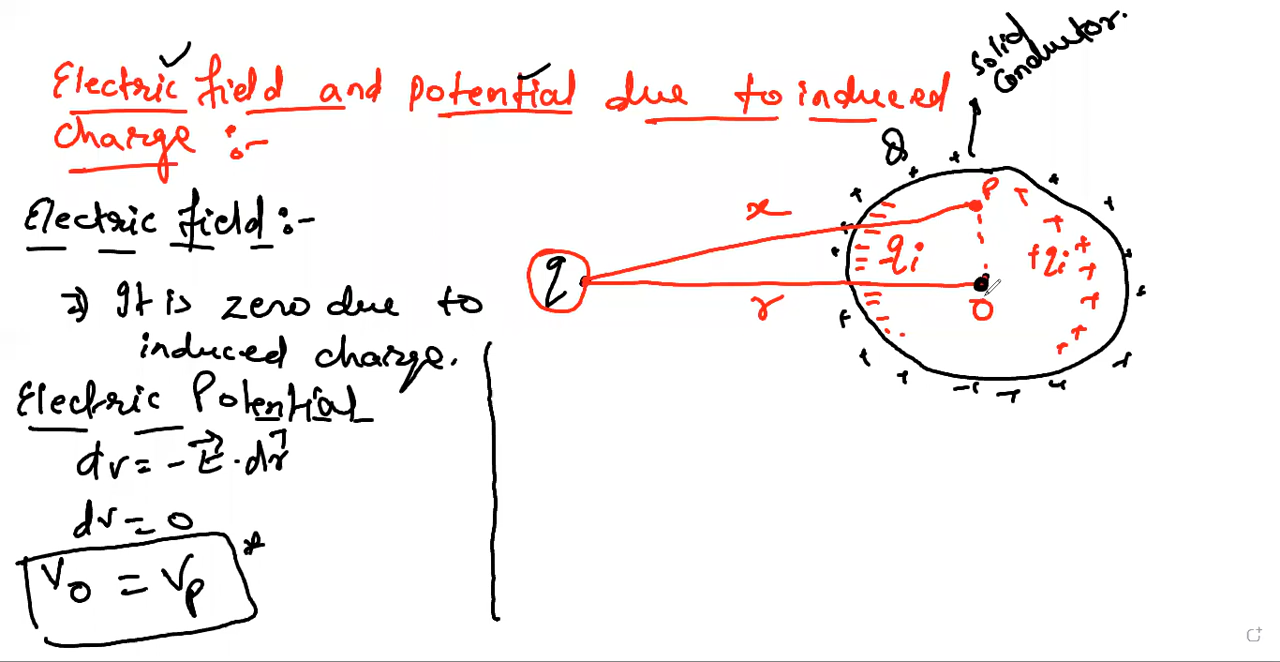 Electric field and potential due to induced
charge :-
Solid
Conductor.
Q
Electric field :-
⇒ It is zero due to
induced charge.
Electric Potential
dv = - E⃗ · dr⃗
dv = 0
V₀ = Vₚ *
q
x
r
P
O
qi
+qi